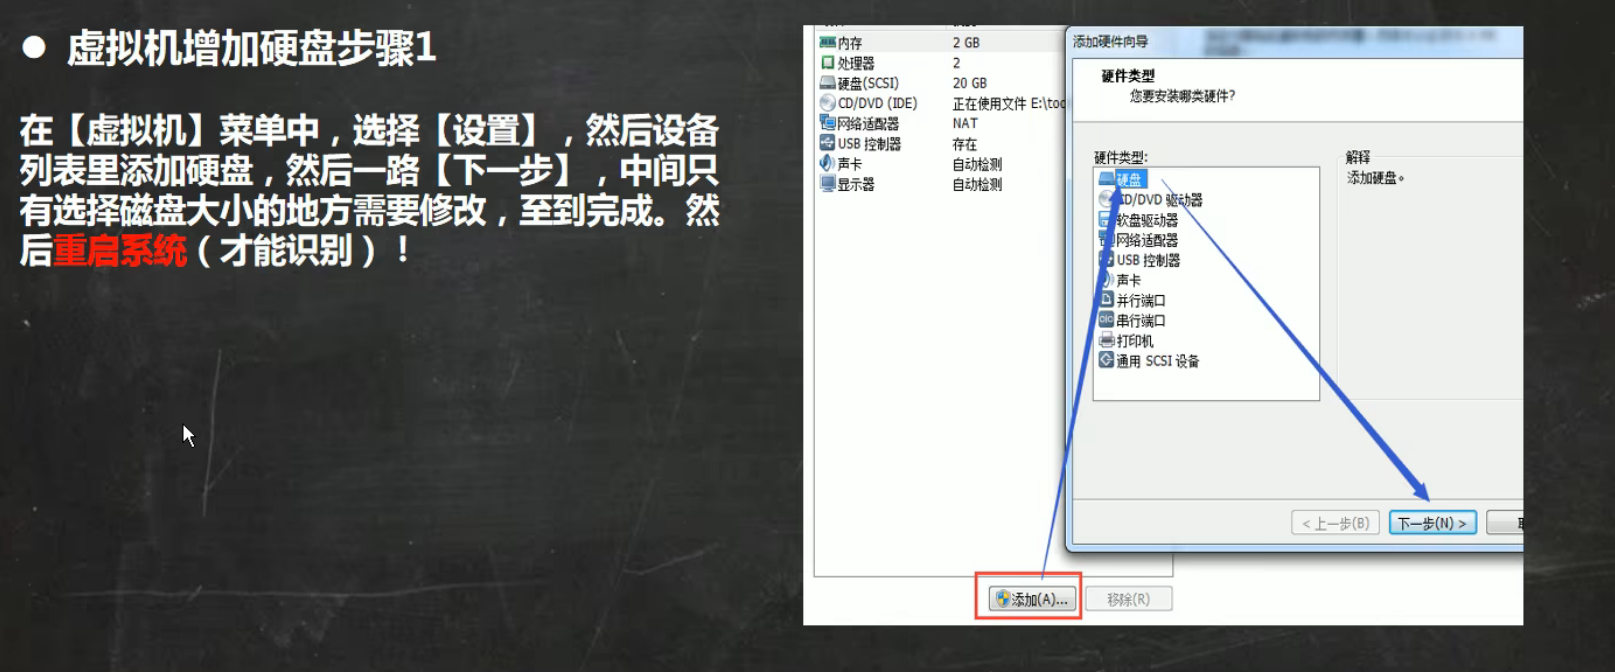 ● 虚拟机增加硬盘步骤1
在【虚拟机】菜单中，选择【设置】，然后设备
列表里添加硬盘，然后一路【下一步】，中间只
有选择磁盘大小的地方需要修改，至到完成。然
后重启系统（才能识别）！
内存 2 GB
处理器 2
硬盘(SCSI) 20 GB
CD/DVD (IDE) 正在使用文件 E:\too
网络适配器 NAT
USB 控制器 存在
声卡 自动检测
显示器 自动检测
添加(A)... 移除(R)
添加硬件向导
硬件类型
您要安装哪类硬件?
硬件类型:
硬盘
CD/DVD 驱动器
软盘驱动器
网络适配器
USB 控制器
声卡
并行端口
串行端口
打印机
通用 SCSI 设备
解释
添加硬盘。
< 上一步(B) 下一步(N) >